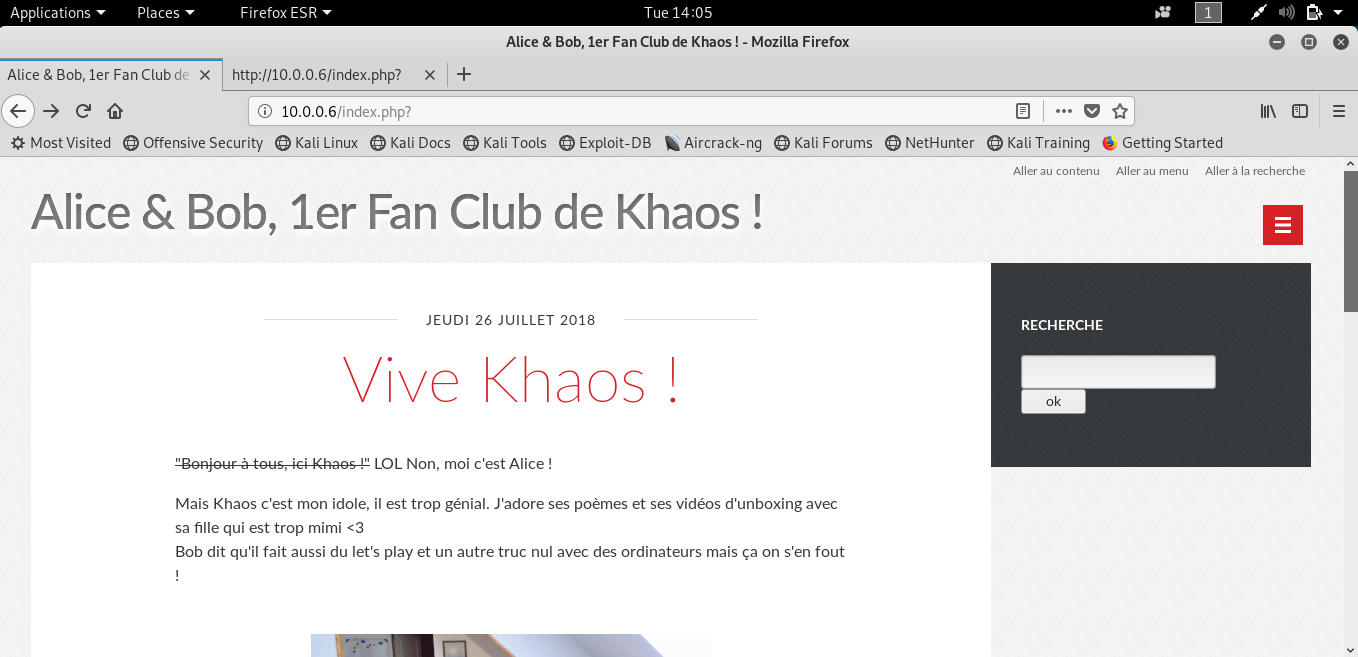 Applications Places Firefox ESR Tue 14:05 1
Alice & Bob, 1er Fan Club de Khaos ! - Mozilla Firefox
Alice & Bob, 1er Fan Club de http://10.0.0.6/index.php?
10.0.0.6/index.php?
Most Visited Offensive Security Kali Linux Kali Docs Kali Tools Exploit-DB Aircrack-ng Kali Forums NetHunter Kali Training Getting Started
Aller au contenu Aller au menu Aller à la recherche
Alice & Bob, 1er Fan Club de Khaos !
JEUDI 26 JUILLET 2018
Vive Khaos !
"Bonjour à tous, ici Khaos !" LOL Non, moi c'est Alice !
Mais Khaos c'est mon idole, il est trop génial. J'adore ses poèmes et ses vidéos d'unboxing avec
sa fille qui est trop mimi <3
Bob dit qu'il fait aussi du let's play et un autre truc nul avec des ordinateurs mais ça on s'en fout
!
RECHERCHE
ok